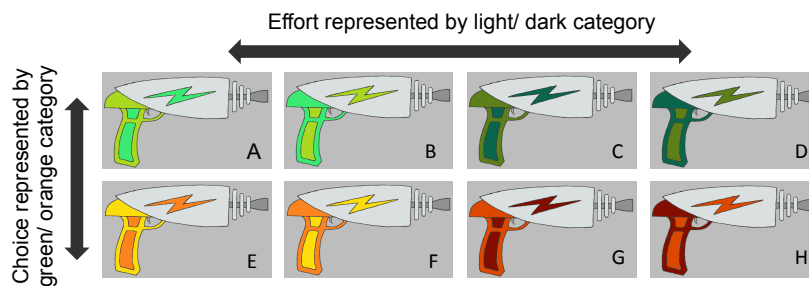 Effort represented by light/ dark category
Choice represented by
green/ orange category
A
B
C
D
E
F
G
H